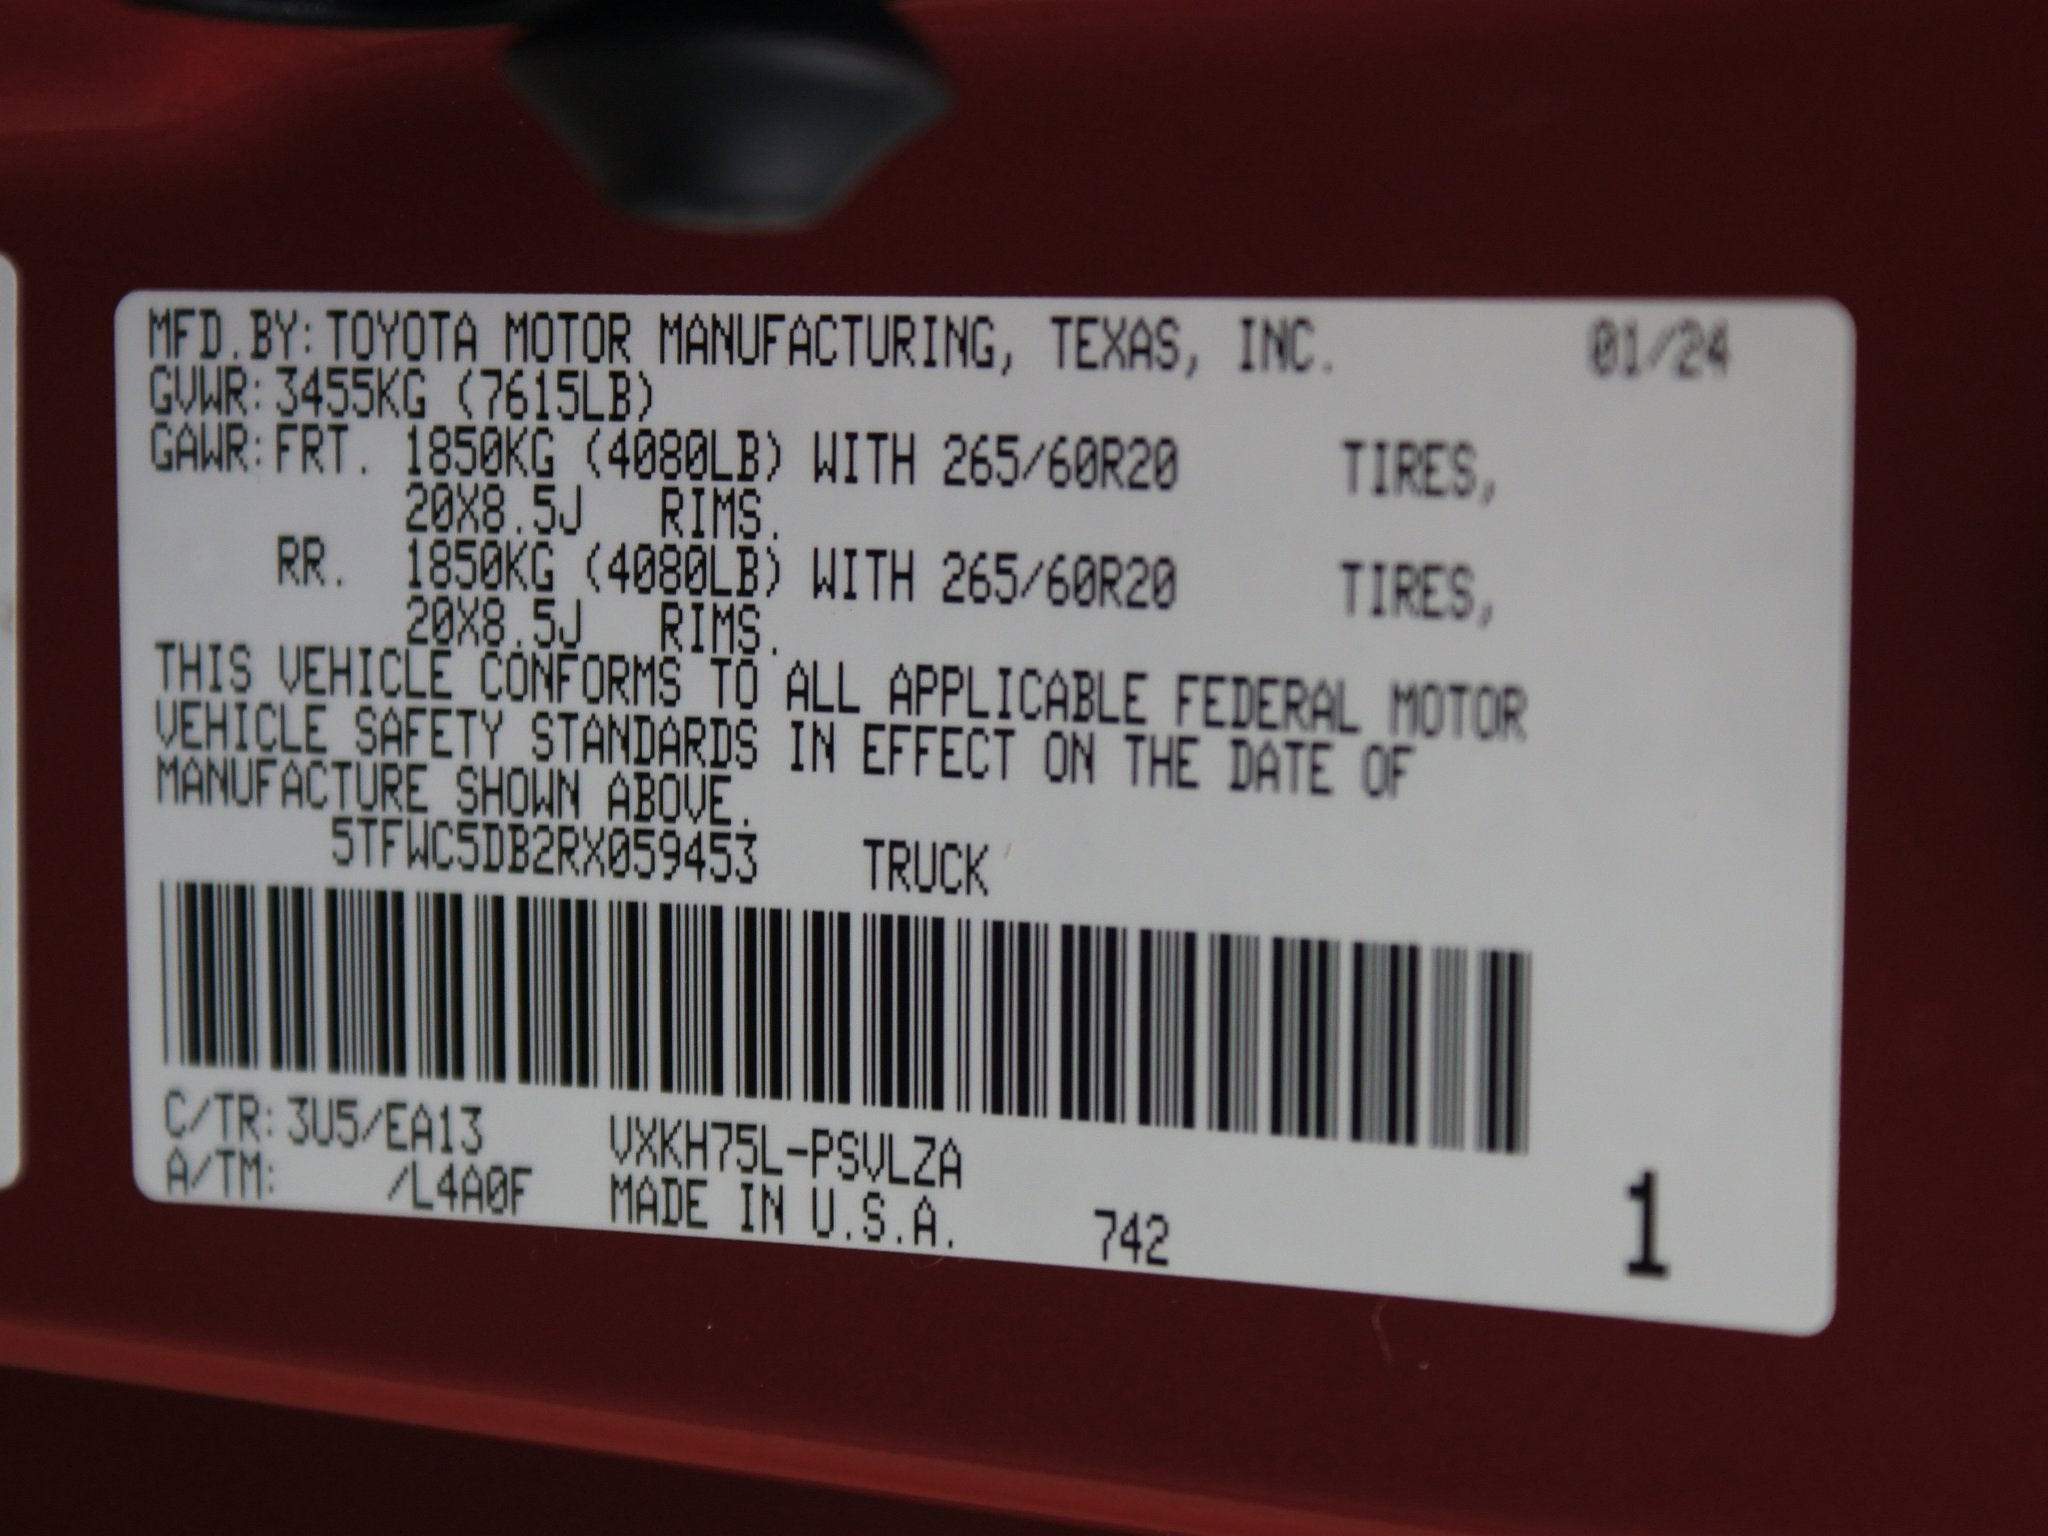 MFD.BY:TOYOTA MOTOR MANUFACTURING, TEXAS, INC. 01/24
GVWR:3455KG (7615LB)
GAWR:FRT. 1850KG (4080LB) WITH 265/60R20 TIRES,
20X8.5J RIMS.
RR. 1850KG (4080LB) WITH 265/60R20 TIRES,
20X8.5J RIMS.
THIS VEHICLE CONFORMS TO ALL APPLICABLE FEDERAL MOTOR
VEHICLE SAFETY STANDARDS IN EFFECT ON THE DATE OF
MANUFACTURE SHOWN ABOVE.
5TFWC5DB2RX059453 TRUCK
C/TR:3U5/EA13 VXKH75L-PSVLZA
A/TM: /L4A0F MADE IN U.S.A. 742 1